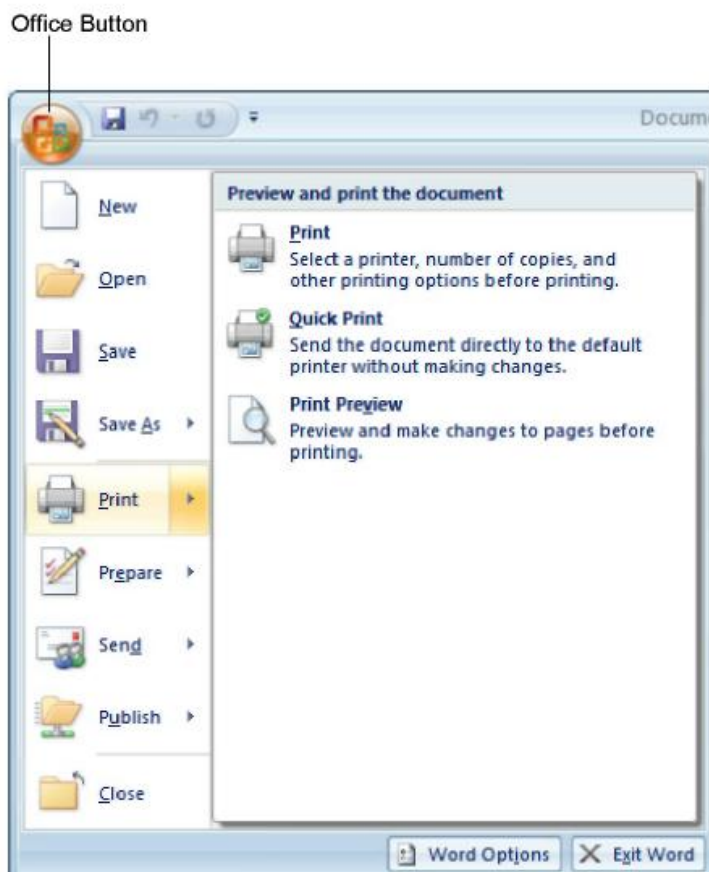 Office Button
Docum
New
Open
Save
Save As
Print
Prepare
Send
Publish
Close
Preview and print the document
Print
Select a printer, number of copies, and
other printing options before printing.
Quick Print
Send the document directly to the default
printer without making changes.
Print Preview
Preview and make changes to pages before
printing.
Word Options
Exit Word